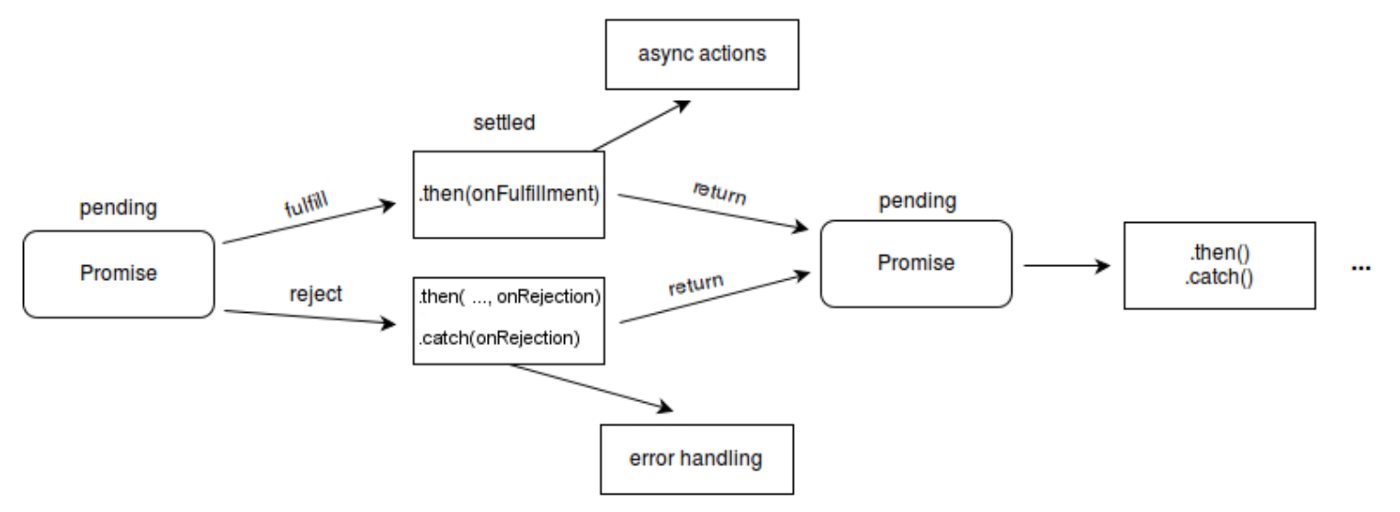 async actions
settled
.then(onFulfillment)
return
pending
fulfill
Promise
reject
.then( ..., onRejection)
.catch(onRejection)
return
pending
Promise
.then()
.catch()
...
error handling